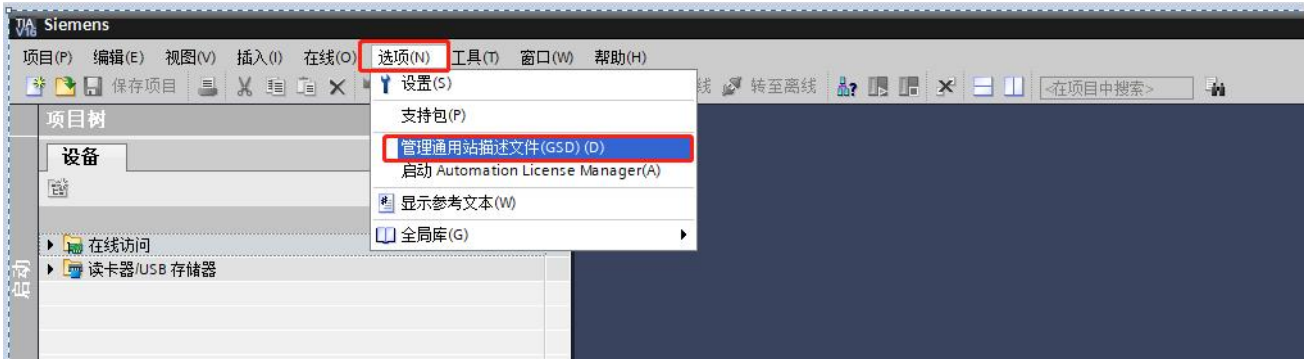 TIA
V16
Siemens
项目(P) 编辑(E) 视图(V) 插入(I) 在线(O) 选项(N) 工具(T) 窗口(W) 帮助(H)
保存项目 线 转至离线 <在项目中搜索>
设置(S)
支持包(P)
管理通用站描述文件(GSD) (D)
启动 Automation License Manager(A)
显示参考文本(W)
全局库(G)
项目树
设备
在线访问
读卡器/USB 存储器
启动